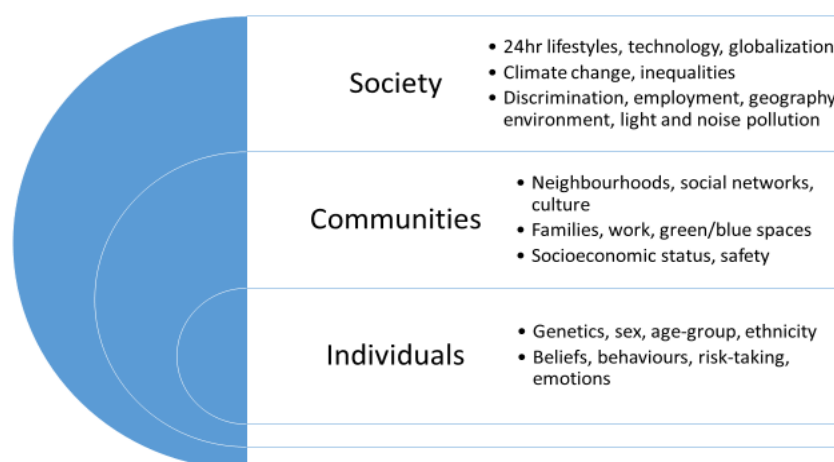 Society
• 24hr lifestyles, technology, globalization
• Climate change, inequalities
• Discrimination, employment, geography
environment, light and noise pollution
Communities
• Neighbourhoods, social networks,
culture
• Families, work, green/blue spaces
• Socioeconomic status, safety
Individuals
• Genetics, sex, age-group, ethnicity
• Beliefs, behaviours, risk-taking,
emotions